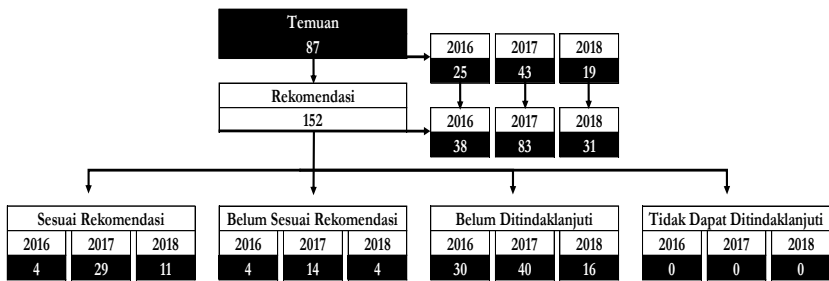 Temuan
87
2016 2017 2018
25 43 19
Rekomendasi
152
2016 2017 2018
38 83 31
Sesuai Rekomendasi
2016 2017 2018
4 29 11
Belum Sesuai Rekomendasi
2016 2017 2018
4 14 4
Belum Ditindaklanjuti
2016 2017 2018
30 40 16
Tidak Dapat Ditindaklanjuti
2016 2017 2018
0 0 0